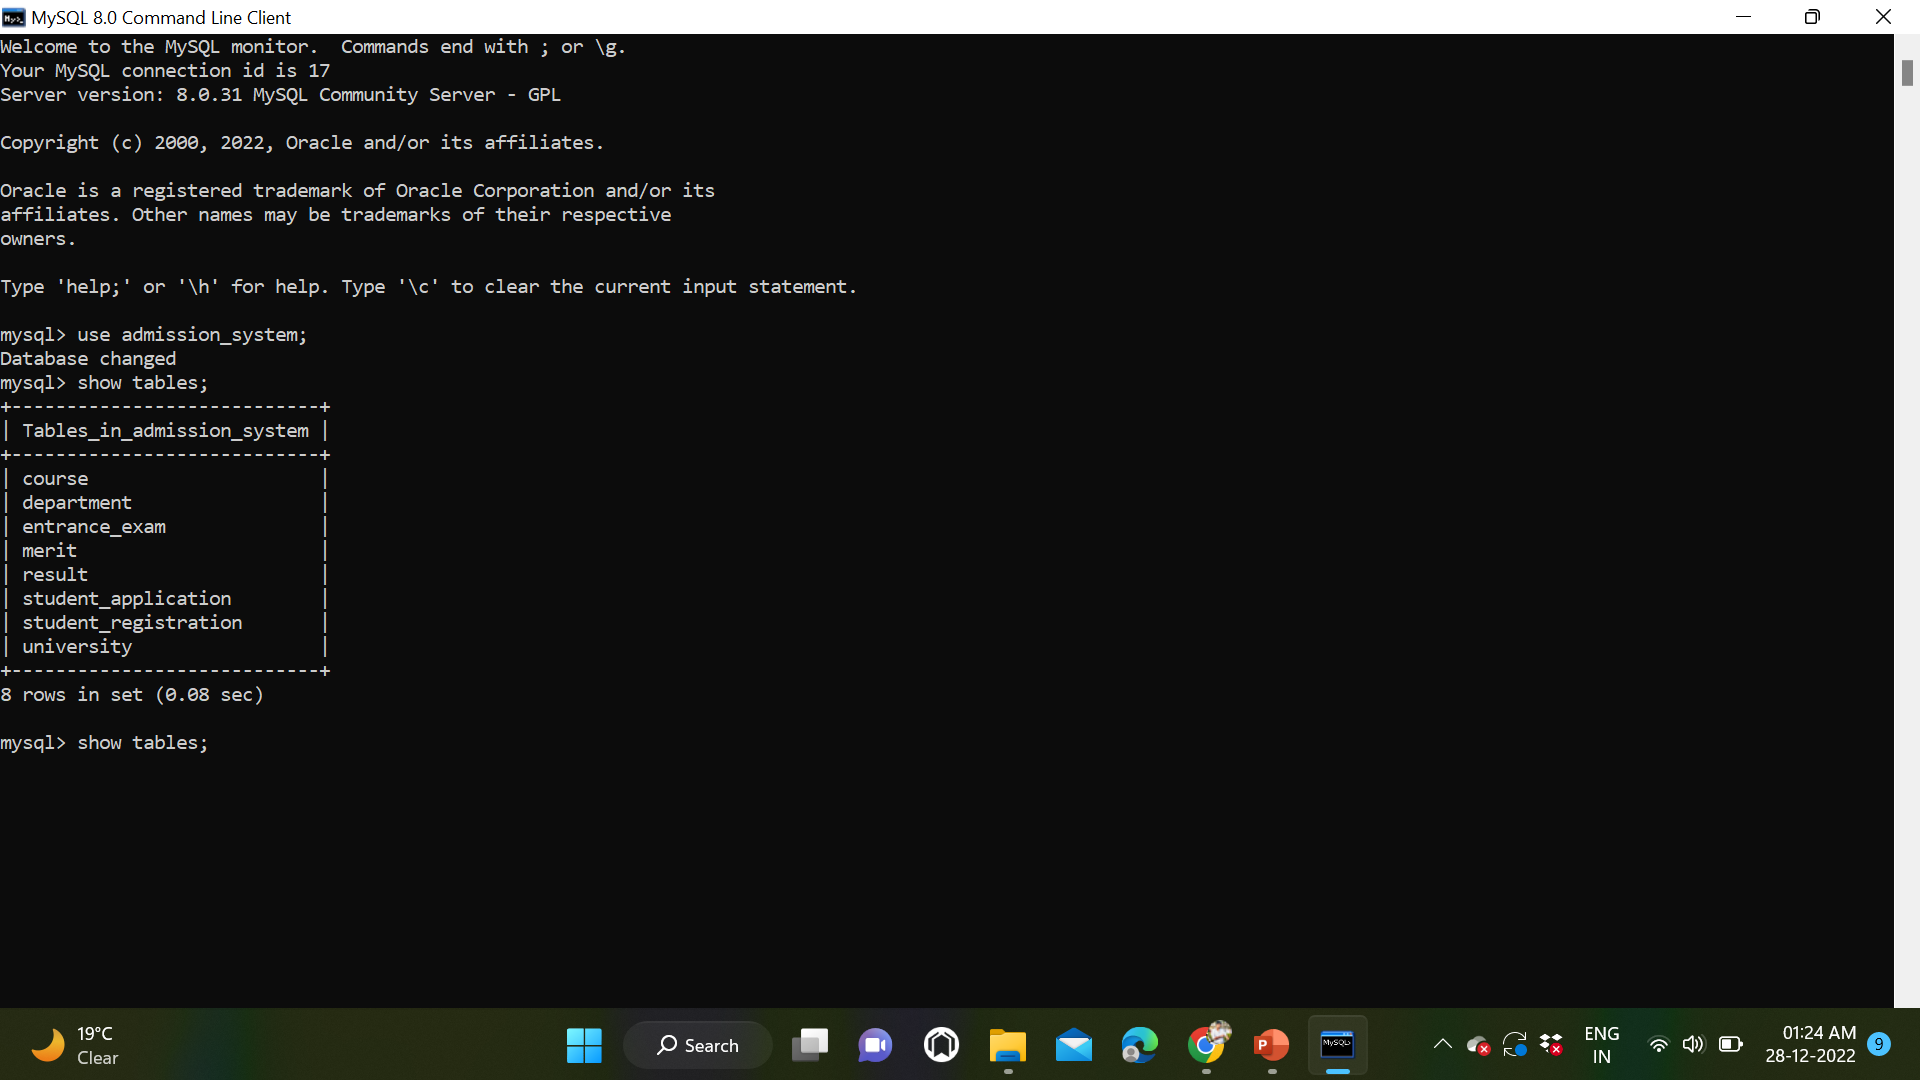 MySQL 8.0 Command Line Client
Welcome to the MySQL monitor.  Commands end with ; or \g.
Your MySQL connection id is 17
Server version: 8.0.31 MySQL Community Server - GPL
Copyright (c) 2000, 2022, Oracle and/or its affiliates.
Oracle is a registered trademark of Oracle Corporation and/or its
affiliates. Other names may be trademarks of their respective
owners.
Type 'help;' or '\h' for help. Type '\c' to clear the current input statement.
mysql> use admission_system;
Database changed
mysql> show tables;
+----------------------------+
| Tables_in_admission_system |
+----------------------------+
| course                     |
| department                 |
| entrance_exam              |
| merit                      |
| result                     |
| student_application        |
| student_registration       |
| university                 |
+----------------------------+
8 rows in set (0.08 sec)
mysql> show tables;
19°C
Clear
Search
P
MySQL>
ENG
IN
01:24 AM
28-12-2022
9